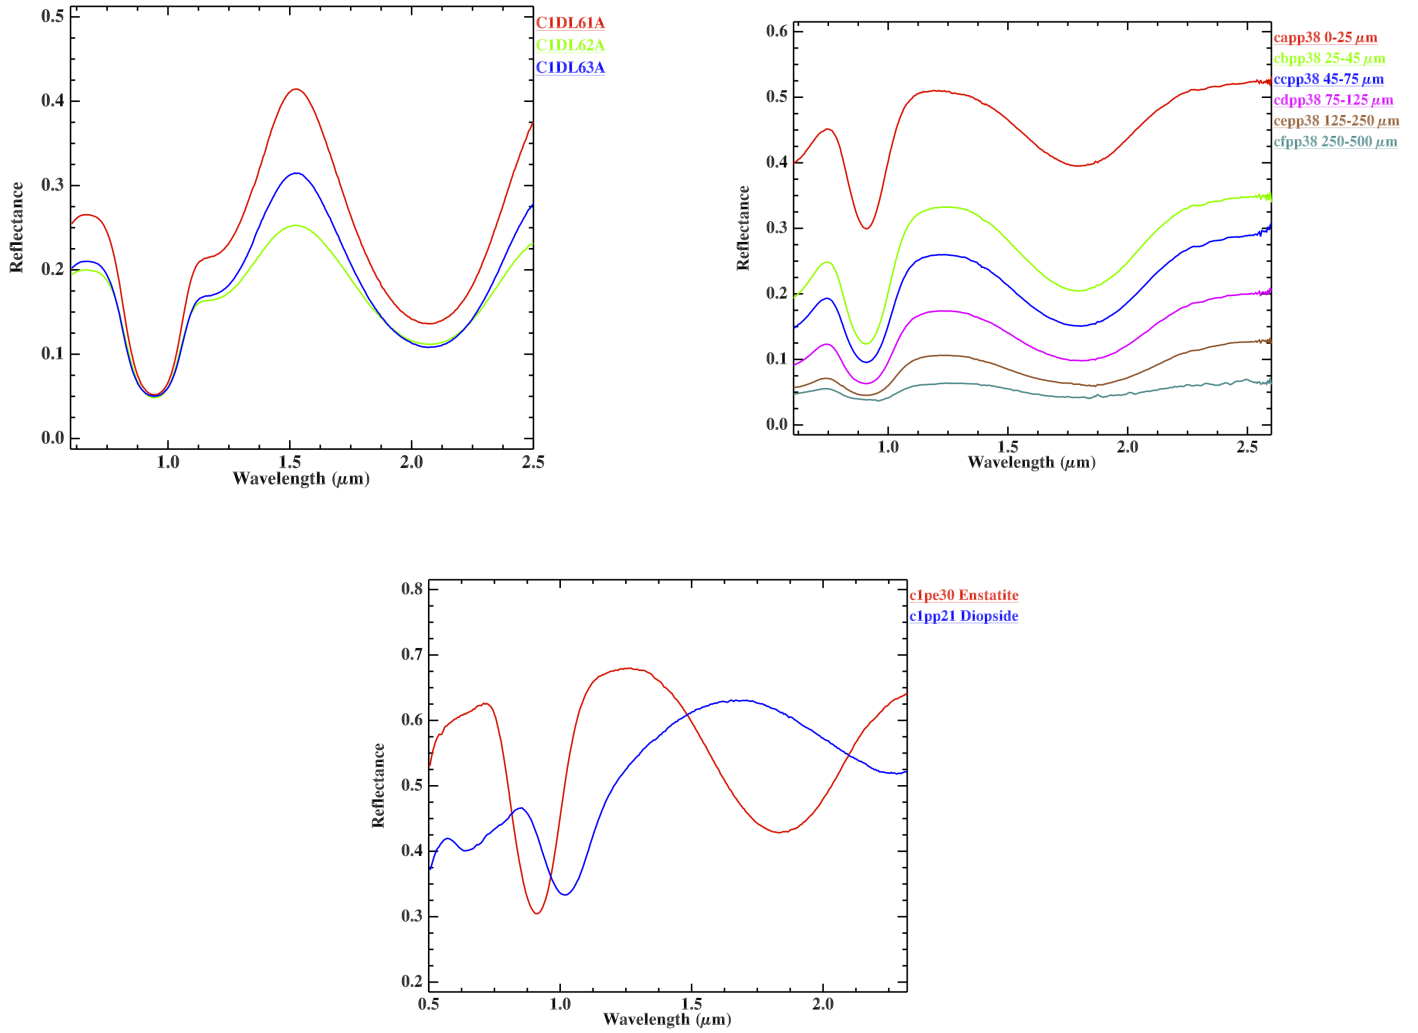 0.5
0.4
0.3
0.2
0.1
0.0
Reflectance
1.0
1.5
2.0
2.5
Wavelength (μm)
C1DL61A
C1DL62A
C1DL63A
0.6
0.5
0.4
0.3
0.2
0.1
0.0
Reflectance
1.0
1.5
2.0
2.5
Wavelength (μm)
capp38 0-25 μm
cbpp38 25-45 μm
ccpp38 45-75 μm
cdpp38 75-125 μm
cepp38 125-250 μm
cfpp38 250-500 μm
0.8
0.7
0.6
0.5
0.4
0.3
0.2
Reflectance
0.5
1.0
1.5
2.0
Wavelength (μm)
c1pe30 Enstatite
c1pp21 Diopside